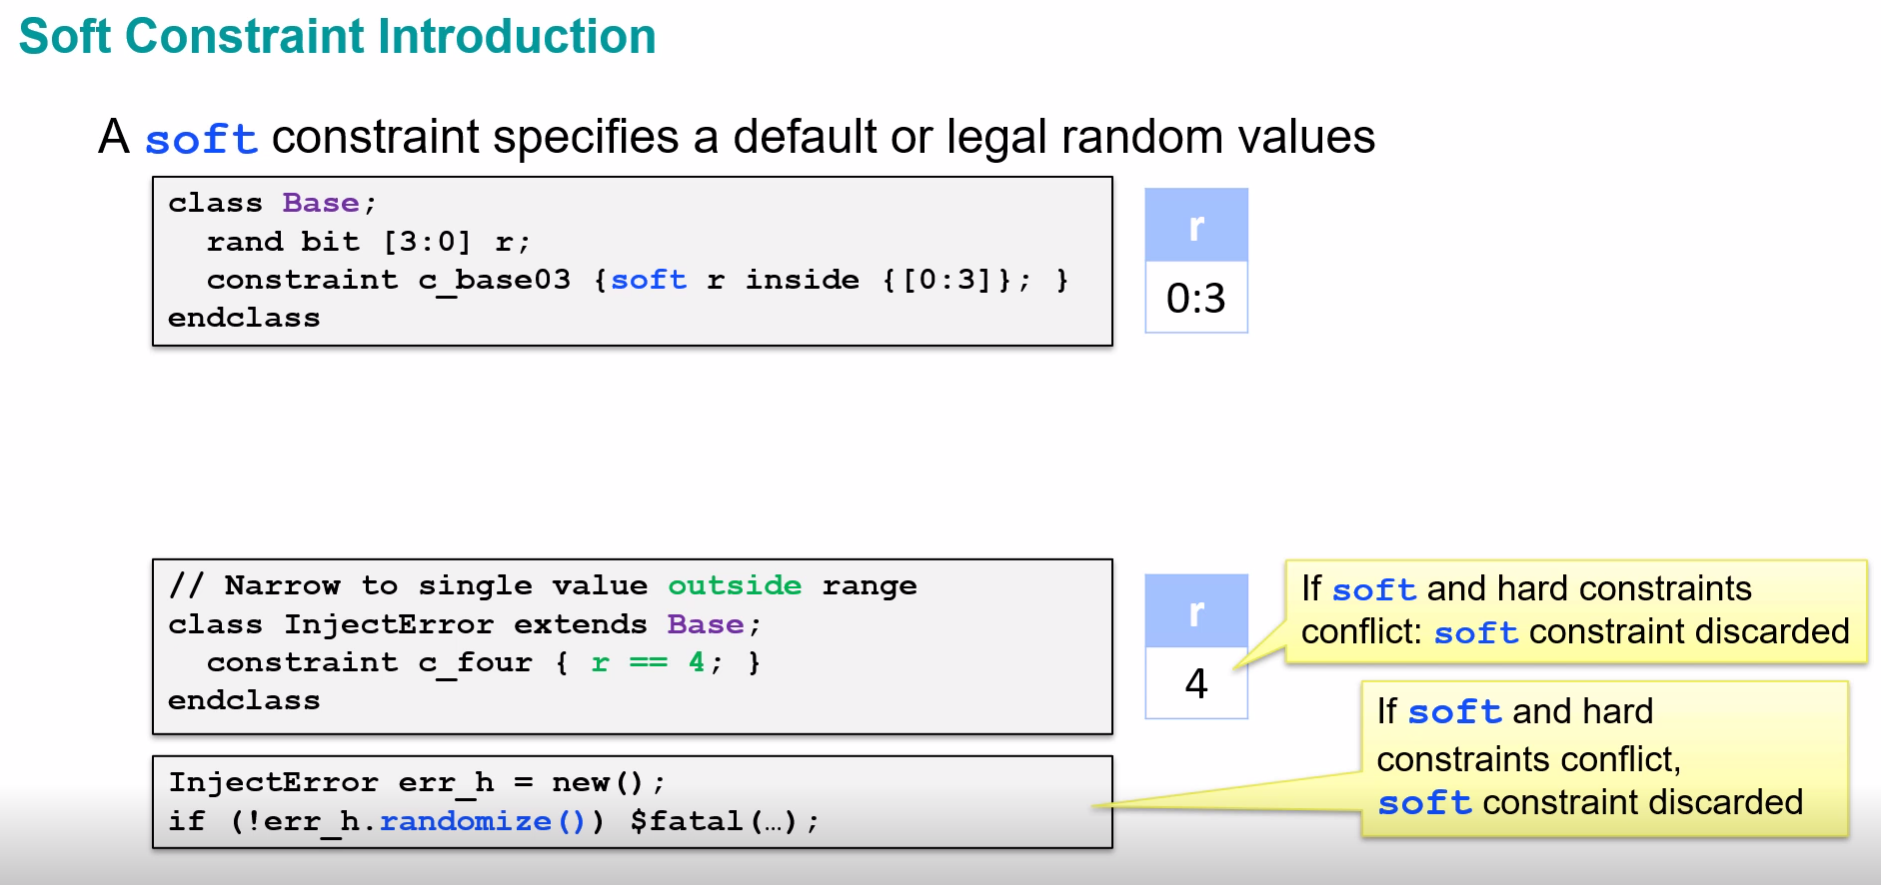 Soft Constraint Introduction
A soft constraint specifies a default or legal random values
class Base;
  rand bit [3:0] r;
  constraint c_base03 {soft r inside {[0:3]}; }
endclass
r
0:3
// Narrow to single value outside range
class InjectError extends Base;
  constraint c_four { r == 4; }
endclass
r
4
If soft and hard constraints
conflict: soft constraint discarded
InjectError err_h = new();
if (!err_h.randomize()) $fatal(…);
If soft and hard
constraints conflict,
soft constraint discarded